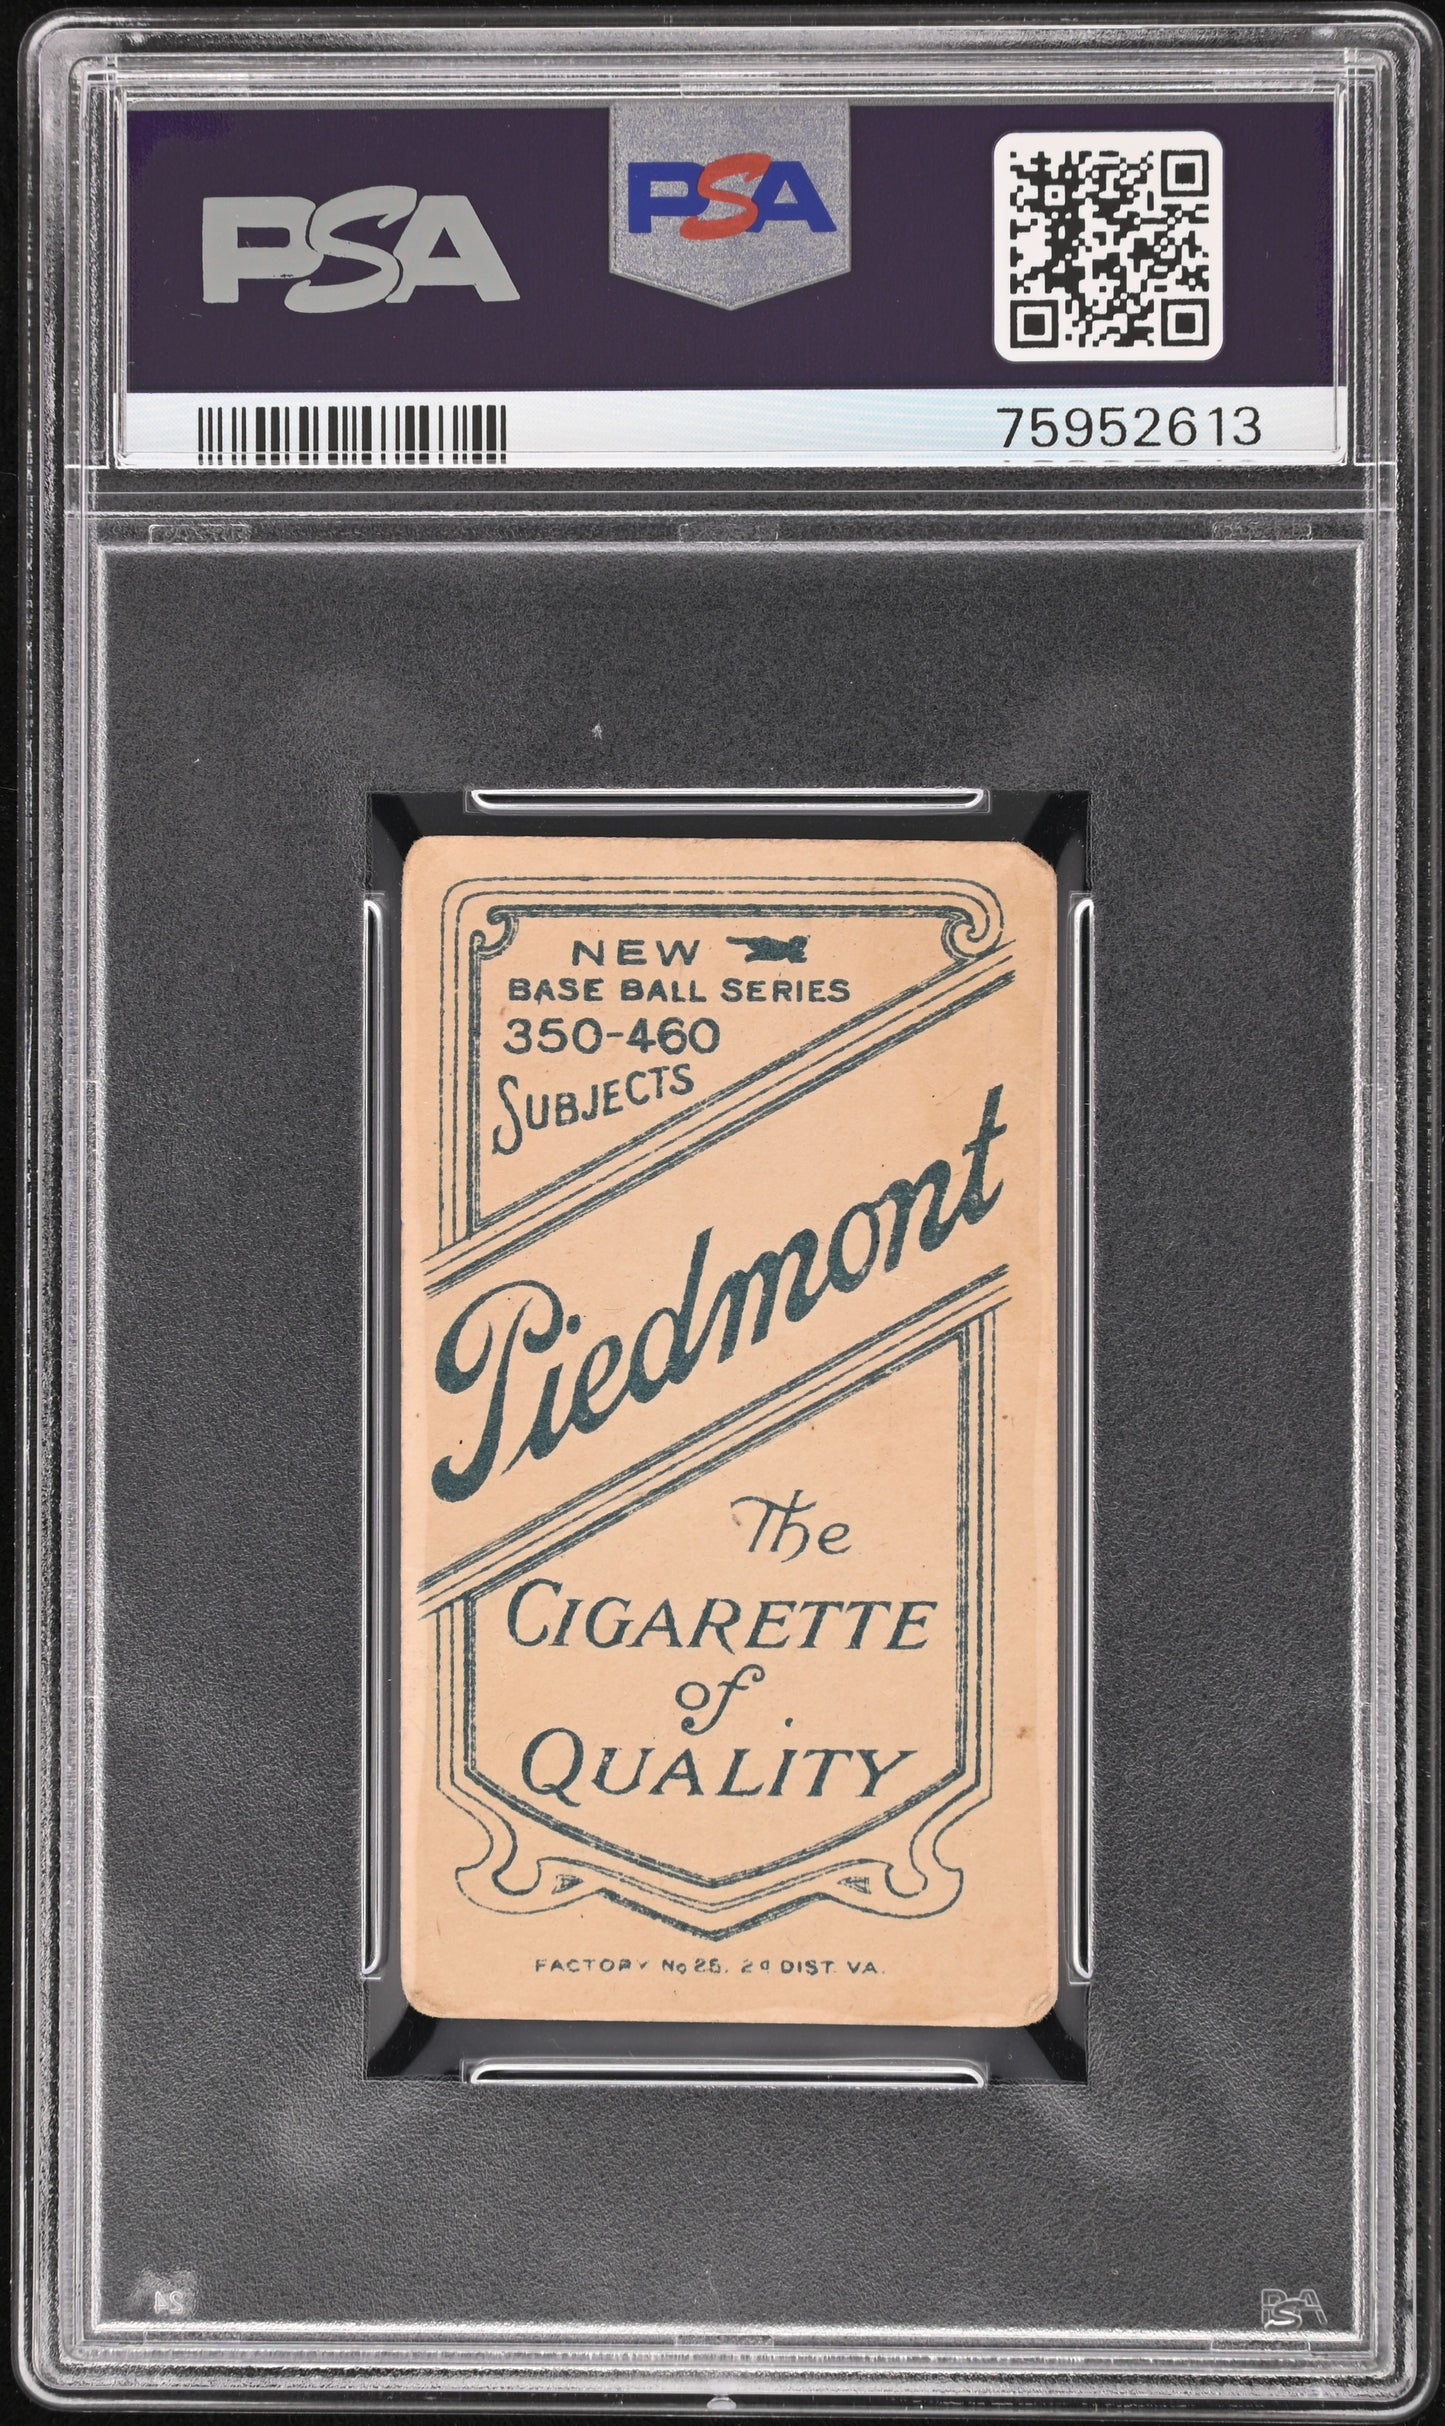 PSA
PSA
75952613
NEW
BASE BALL SERIES
350-460
SUBJECTS
Piedmont
The
CIGARETTE
of
QUALITY
FACTORY No 25. 2d DIST. VA.
PSA